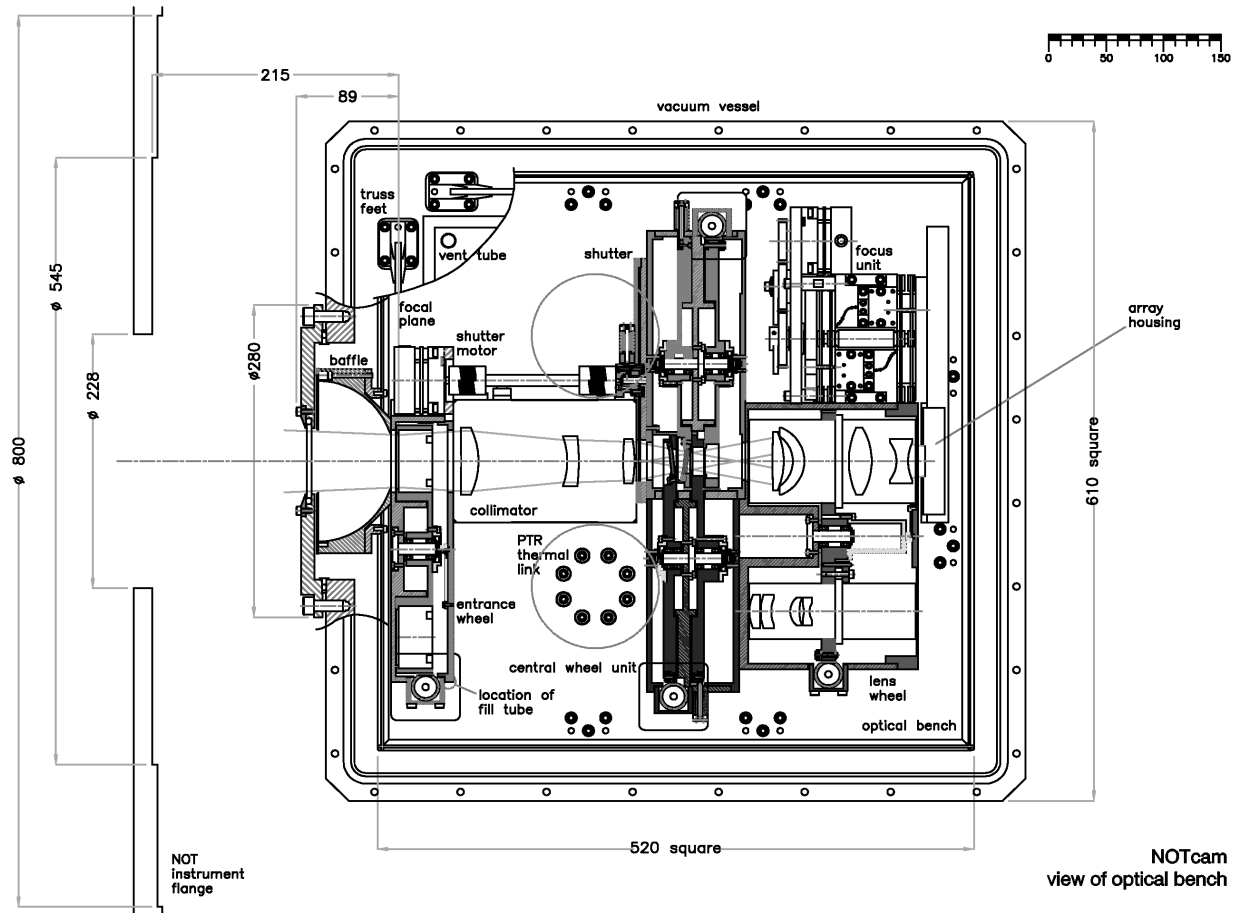 0 50 100 150
215
89
vacuum vessel
truss
feet
vent tube
shutter
focus
unit
ø 545
focal
plane
shutter
motor
array
housing
ø280
baffle
ø 228
ø 800
610 square
collimator
PTR
thermal
link
entrance
wheel
central wheel unit
lens
wheel
location of
fill tube
optical bench
520 square
NOT
instrument
flange
NOTcam
view of optical bench